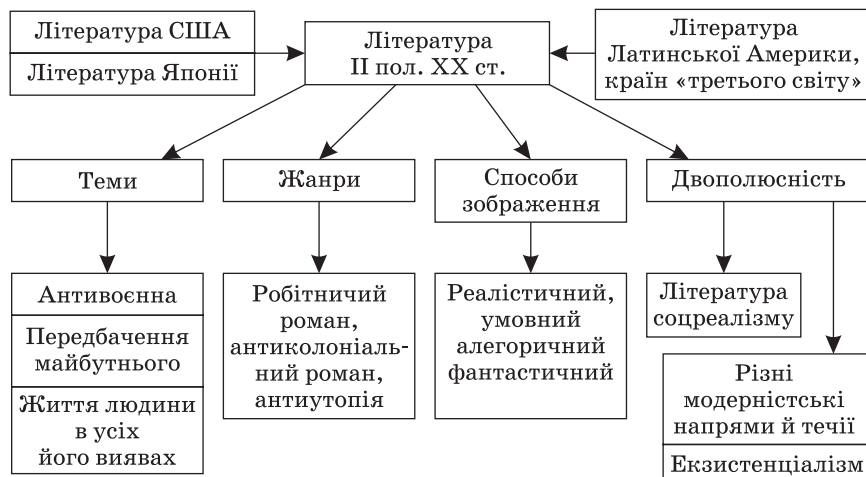 Література США
Література Японії
Література
ІІ пол. ХХ ст.
Література
Латинської Америки,
країн «третього світу»
Теми
Жанри
Способи
зображення
Двополюсність
Антивоєнна
Передбачення
майбутнього
Життя людини
в усіх
його виявах
Робітничий
роман,
антиколоніаль-
ний роман,
антиутопія
Реалістичний,
умовний
алегоричний
фантастичний
Література
соцреалізму
Різні
модерністські
напрями й течії
Екзистенціалізм